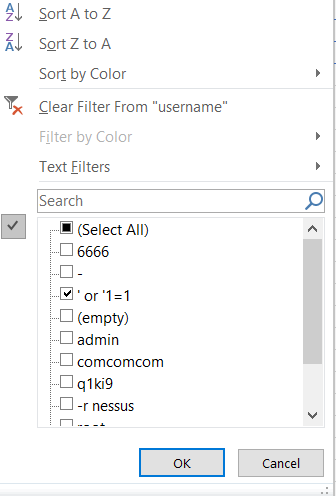 Sort A to Z
Sort Z to A
Sort by Color
Clear Filter From "username"
Filter by Color
Text Filters
Search
(Select All)
6666
-
' or '1=1
(empty)
admin
comcomcom
q1ki9
-r nessus
root
OK
Cancel